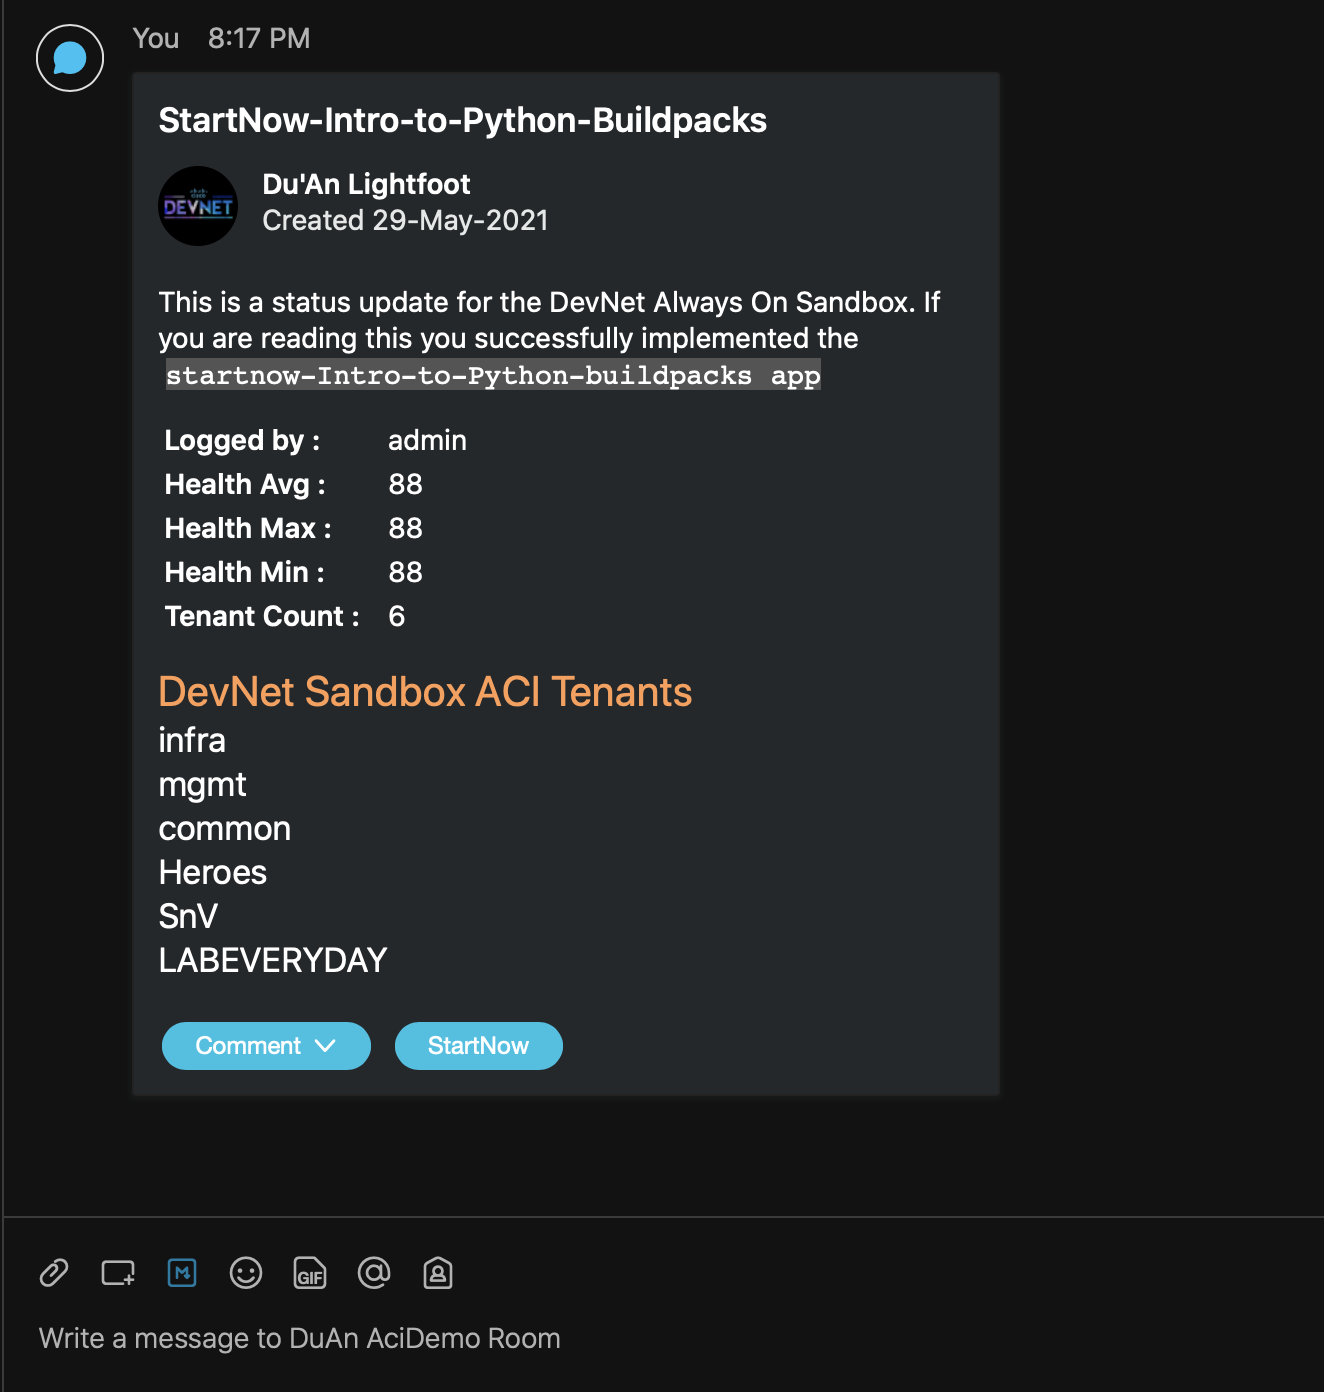 You 8:17 PM
StartNow-Intro-to-Python-Buildpacks
DEVNET
Du'An Lightfoot
Created 29-May-2021
This is a status update for the DevNet Always On Sandbox. If
you are reading this you successfully implemented the
startnow-Intro-to-Python-buildpacks app
Logged by : admin
Health Avg : 88
Health Max : 88
Health Min : 88
Tenant Count : 6
DevNet Sandbox ACI Tenants
infra
mgmt
common
Heroes
SnV
LABEVERYDAY
Comment StartNow
M GIF @
Write a message to DuAn AciDemo Room